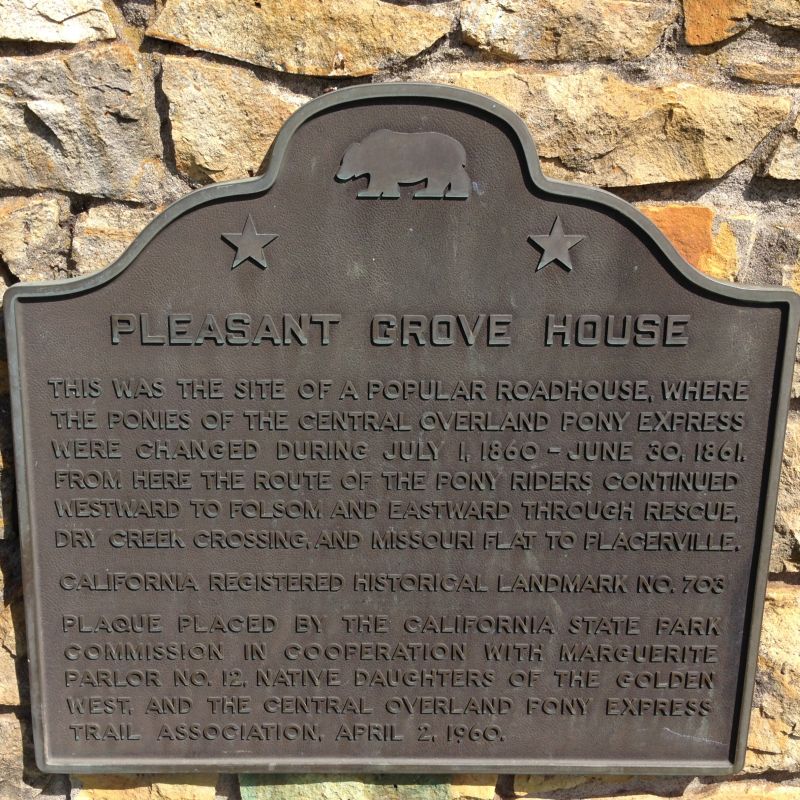 PLEASANT GROVE HOUSE
THIS WAS THE SITE OF A POPULAR ROADHOUSE, WHERE
THE PONIES OF THE CENTRAL OVERLAND PONY EXPRESS
WERE CHANGED DURING JULY 1, 1860 - JUNE 30, 1861.
FROM HERE THE ROUTE OF THE PONY RIDERS CONTINUED
WESTWARD TO FOLSOM AND EASTWARD THROUGH RESCUE,
DRY CREEK CROSSING, AND MISSOURI FLAT TO PLACERVILLE.
CALIFORNIA REGISTERED HISTORICAL LANDMARK NO. 703
PLAQUE PLACED BY THE CALIFORNIA STATE PARK
COMMISSION IN COOPERATION WITH MARGUERITE
PARLOR NO. 12, NATIVE DAUGHTERS OF THE GOLDEN
WEST, AND THE CENTRAL OVERLAND PONY EXPRESS
TRAIL ASSOCIATION, APRIL 2, 1960.